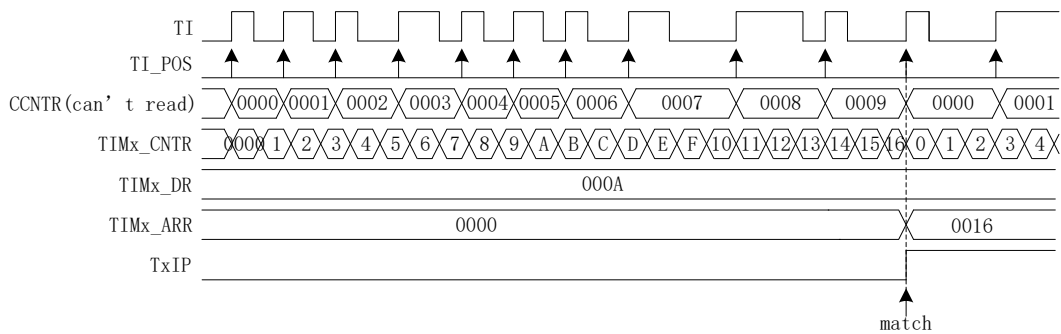 TI
TI_POS
CCNTR(can't read) 0000 0001 0002 0003 0004 0005 0006 0007 0008 0009 0000 0001
TIMx_CNTR 0000 1 2 3 4 5 6 7 8 9 A B C D E F 10 11 12 13 14 15 16 0 1 2 3 4
TIMx_DR 000A
TIMx_ARR 0000 0016
TxIP
match